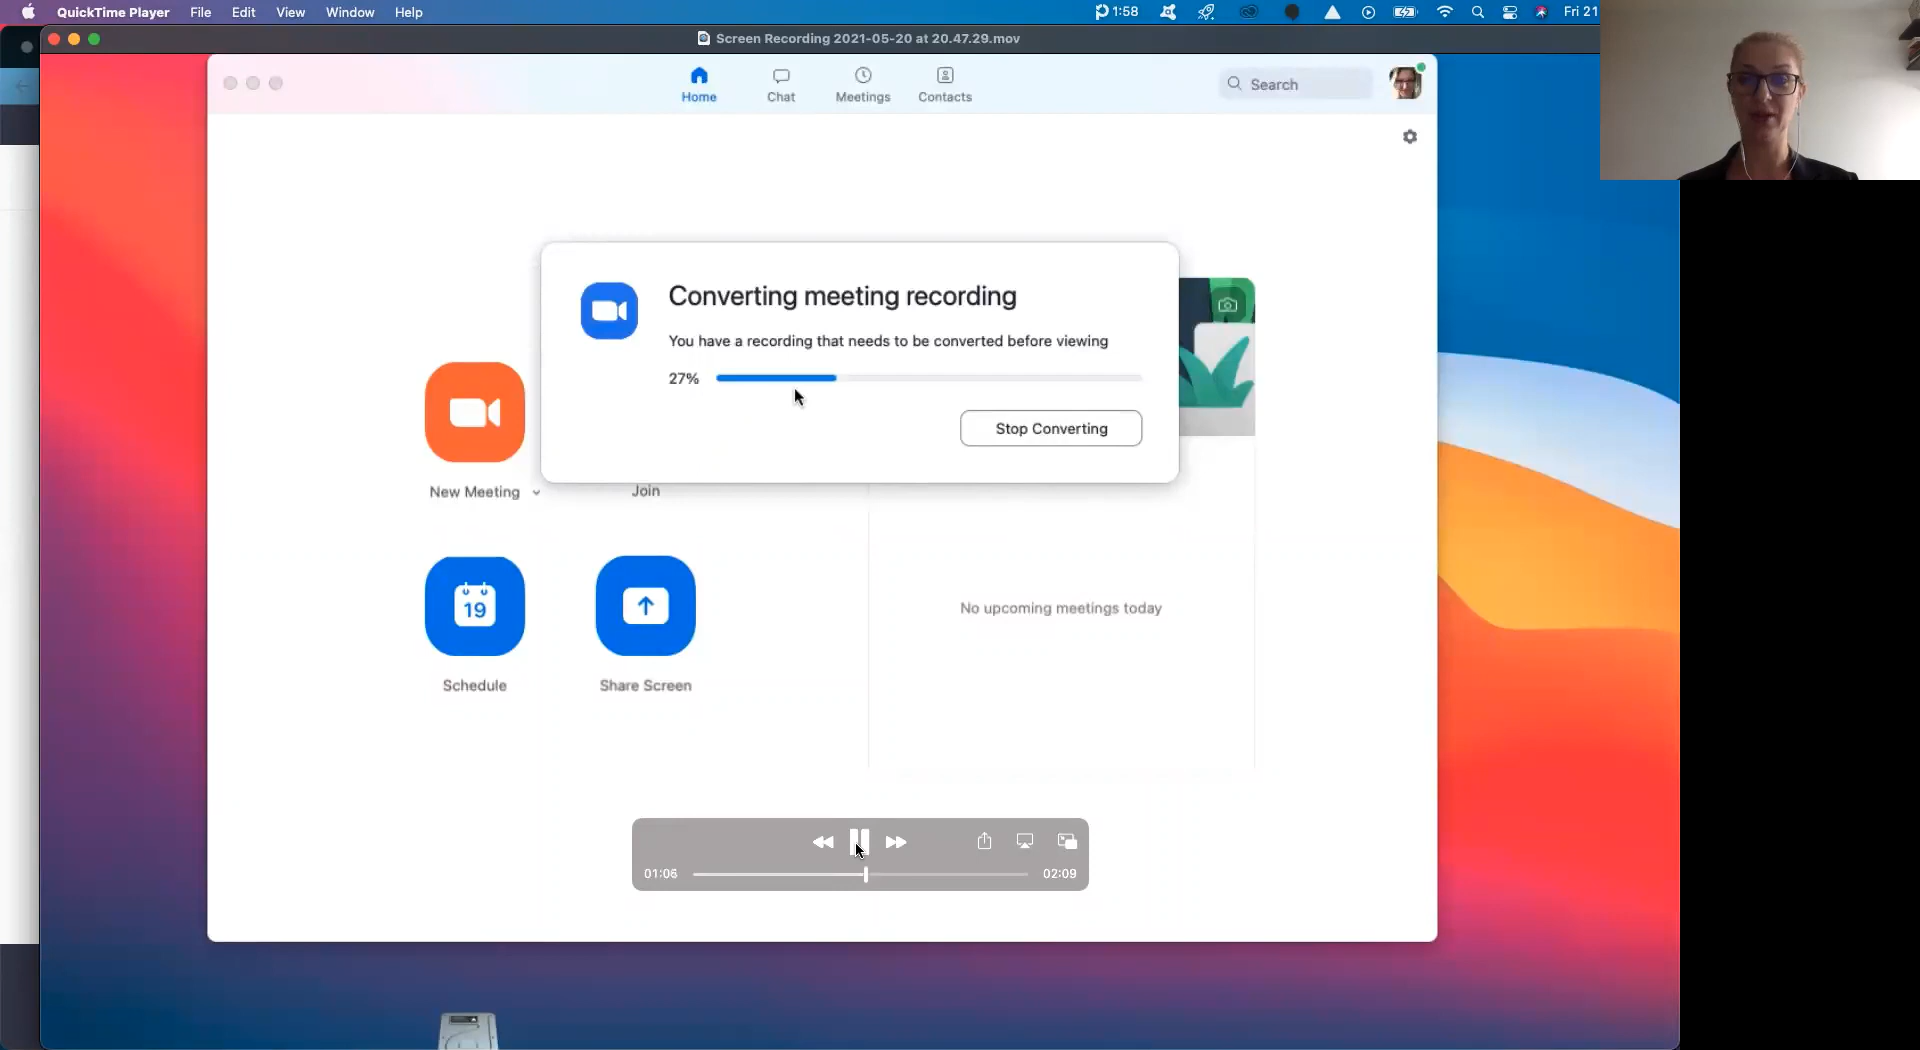 QuickTime Player File Edit View Window Help 1:58 Fri 21
Screen Recording 2021-05-20 at 20.47.29.mov
Home Chat Meetings Contacts
Search
Converting meeting recording
You have a recording that needs to be converted before viewing
27%
Stop Converting
New Meeting
Join
19
No upcoming meetings today
Schedule
Share Screen
01:06
02:09